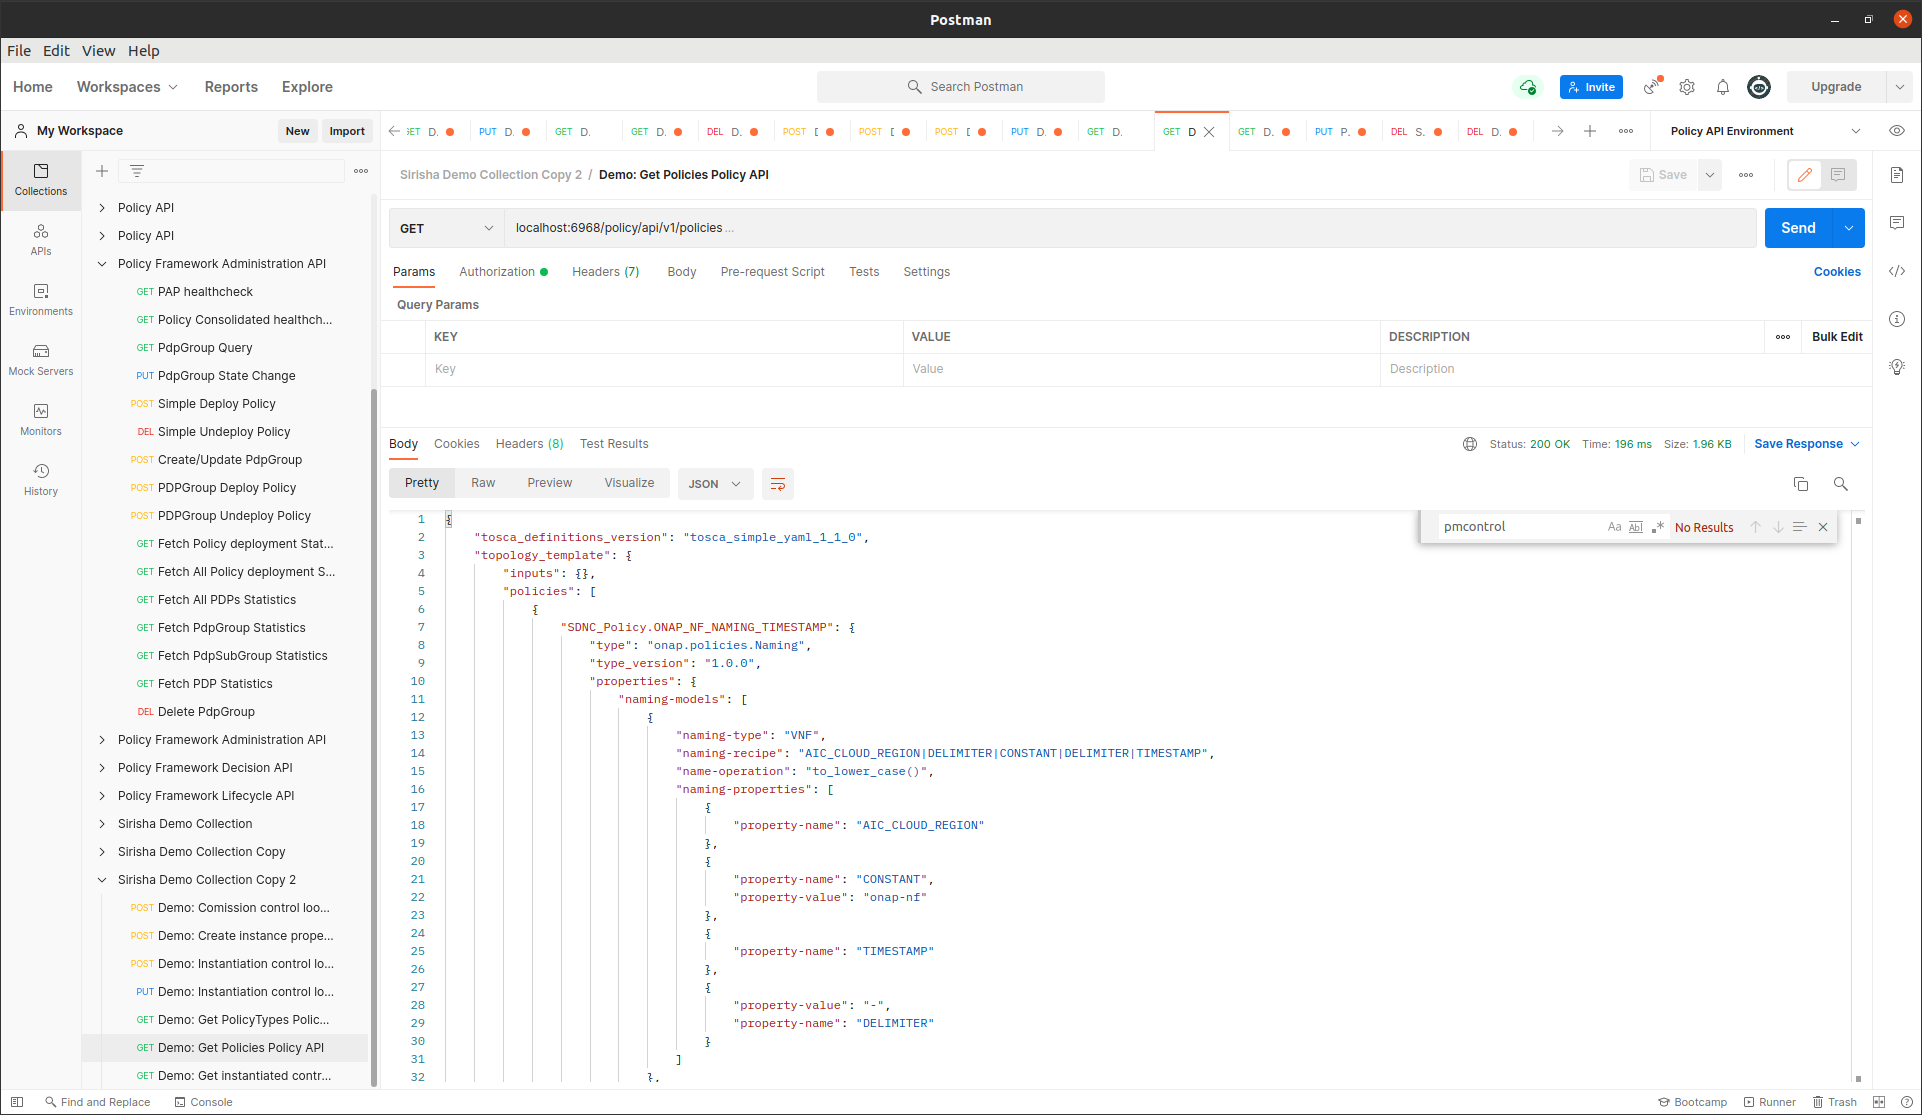 Postman
File Edit View Help
Home Workspaces Reports Explore Search Postman Invite Upgrade
My Workspace New Import
GET D. PUT D. GET D. GET D. DEL D. POST POST POST PUT D. GET D. GET D GET D. PUT P. DEL S. DEL D. Policy API Environment
Collections
APIs
Environments
Mock Servers
Monitors
History
Policy API
Policy API
Policy Framework Administration API
GET PAP healthcheck
GET Policy Consolidated healthch...
GET PdpGroup Query
PUT PdpGroup State Change
POST Simple Deploy Policy
DEL Simple Undeploy Policy
POST Create/Update PdpGroup
POST PDPGroup Deploy Policy
POST PDPGroup Undeploy Policy
GET Fetch Policy deployment Stat...
GET Fetch All Policy deployment S...
GET Fetch All PDPs Statistics
GET Fetch PdpGroup Statistics
GET Fetch PdpSubGroup Statistics
GET Fetch PDP Statistics
DEL Delete PdpGroup
Policy Framework Administration API
Policy Framework Decision API
Policy Framework Lifecycle API
Sirisha Demo Collection
Sirisha Demo Collection Copy
Sirisha Demo Collection Copy 2
POST Demo: Comission control loo...
POST Demo: Create instance prope...
POST Demo: Instantiation control lo...
PUT Demo: Instantiation control lo...
GET Demo: Get PolicyTypes Polic...
GET Demo: Get Policies Policy API
GET Demo: Get instantiated contr...
Sirisha Demo Collection Copy 2 / Demo: Get Policies Policy API Save
GET localhost:6968/policy/api/v1/policies ... Send
Params Authorization Headers (7) Body Pre-request Script Tests Settings Cookies
Query Params
KEY VALUE DESCRIPTION Bulk Edit
Key Value Description
Body Cookies Headers (8) Test Results Status: 200 OK Time: 196 ms Size: 1.96 KB Save Response
Pretty Raw Preview Visualize JSON
pmcontrol Aa Abl .* No Results
1 {
2 "tosca_definitions_version": "tosca_simple_yaml_1_1_0",
3 "topology_template": {
4 "inputs": {},
5 "policies": [
6 {
7 "SDNC_Policy.ONAP_NF_NAMING_TIMESTAMP": {
8 "type": "onap.policies.Naming",
9 "type_version": "1.0.0",
10 "properties": {
11 "naming-models": [
12 {
13 "naming-type": "VNF",
14 "naming-recipe": "AIC_CLOUD_REGION|DELIMITER|CONSTANT|DELIMITER|TIMESTAMP",
15 "name-operation": "to_lower_case()",
16 "naming-properties": [
17 {
18 "property-name": "AIC_CLOUD_REGION"
19 },
20 {
21 "property-name": "CONSTANT",
22 "property-value": "onap-nf"
23 },
24 {
25 "property-name": "TIMESTAMP"
26 },
27 {
28 "property-value": "-",
29 "property-name": "DELIMITER"
30 }
31 ]
32 },
Find and Replace Console Bootcamp Runner Trash